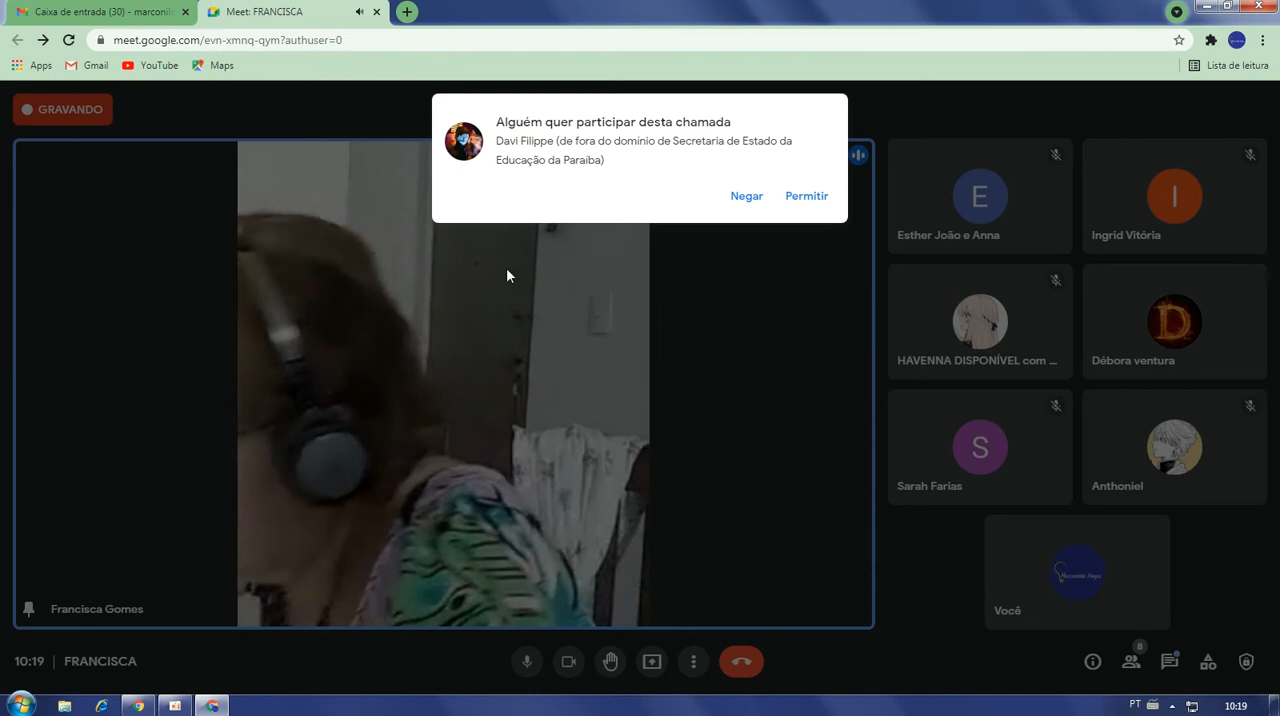 Caixa de entrada (30) - marconilc
Meet: FRANCISCA
meet.google.com/evn-xmnq-qym?authuser=0
Apps
Gmail
YouTube
Maps
Lista de leitura
GRAVANDO
Alguém quer participar desta chamada
Davi Filippe (de fora do domínio de Secretaria de Estado da
Educação da Paraíba)
Negar
Permitir
E
Esther João e Anna
I
Ingrid Vitória
HAVENNA DISPONÍVEL com ...
D
Débora ventura
S
Sarah Farias
Anthoniel
Você
Francisca Gomes
10:19 | FRANCISCA
8
PT
10:19